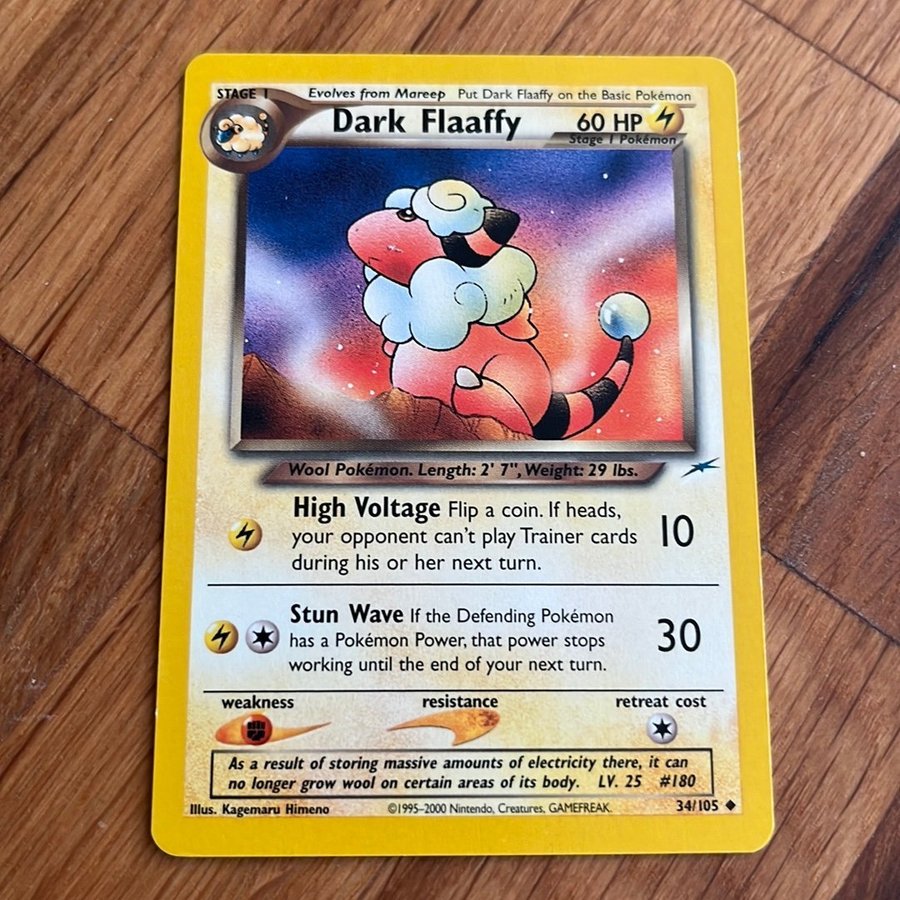 STAGE 1 Evolves from Mareep Put Dark Flaaffy on the Basic Pokémon
Dark Flaaffy 60 HP
Stage 1 Pokémon
Wool Pokémon. Length: 2' 7", Weight: 29 lbs.
High Voltage Flip a coin. If heads,
your opponent can't play Trainer cards 10
during his or her next turn.
Stun Wave If the Defending Pokémon
has a Pokémon Power, that power stops 30
working until the end of your next turn.
weakness resistance retreat cost
As a result of storing massive amounts of electricity there, it can
no longer grow wool on certain areas of its body. LV. 25 #180
Illus. Kagemaru Himeno ©1995-2000 Nintendo, Creatures, GAMEFREAK. 34/105